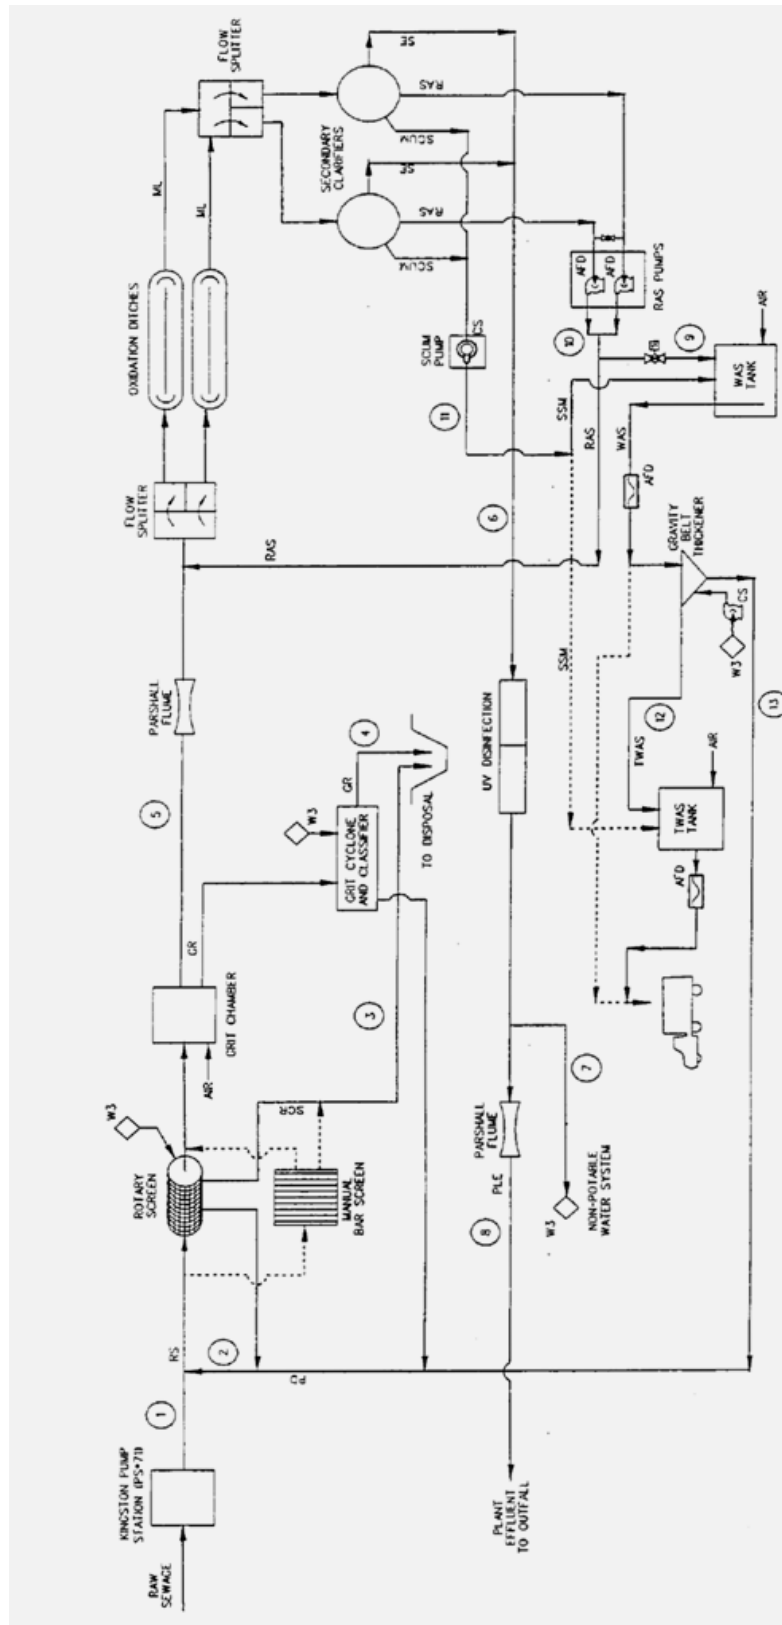 RAW
SEWAGE
KINGSTON PUMP
STATION (PS#71)
1
RS
2
PD
ROTARY
SCREEN
W3
MANUAL
BAR SCREEN
SCR
AIR
GRIT CHAMBER
GR
3
GRIT CYCLONE
AND CLASSIFIER
W3
GR
4
TO DISPOSAL
5
PARSHALL
FLUME
RAS
FLOW
SPLITTER
OXIDATION DITCHES
ML
ML
FLOW
SPLITTER
SECONDARY
CLARIFIERS
SE
RAS
SCUM
SE
RAS
SCUM
SCUM
PUMP
CS
11
6
UV DISINFECTION
PARSHALL
FLUME
PLE
8
PLANT
EFFLUENT
TO OUTFALL
7
W3
NON-POTABLE
WATER SYSTEM
AFD
AFD
RAS PUMPS
10
9
AIR
WAS
TANK
SSM
RAS
WAS
AFD
GRAVITY
BELT
THICKENER
CS
W3
SSM
12
TWAS
13
AIR
TWAS
TANK
AFD